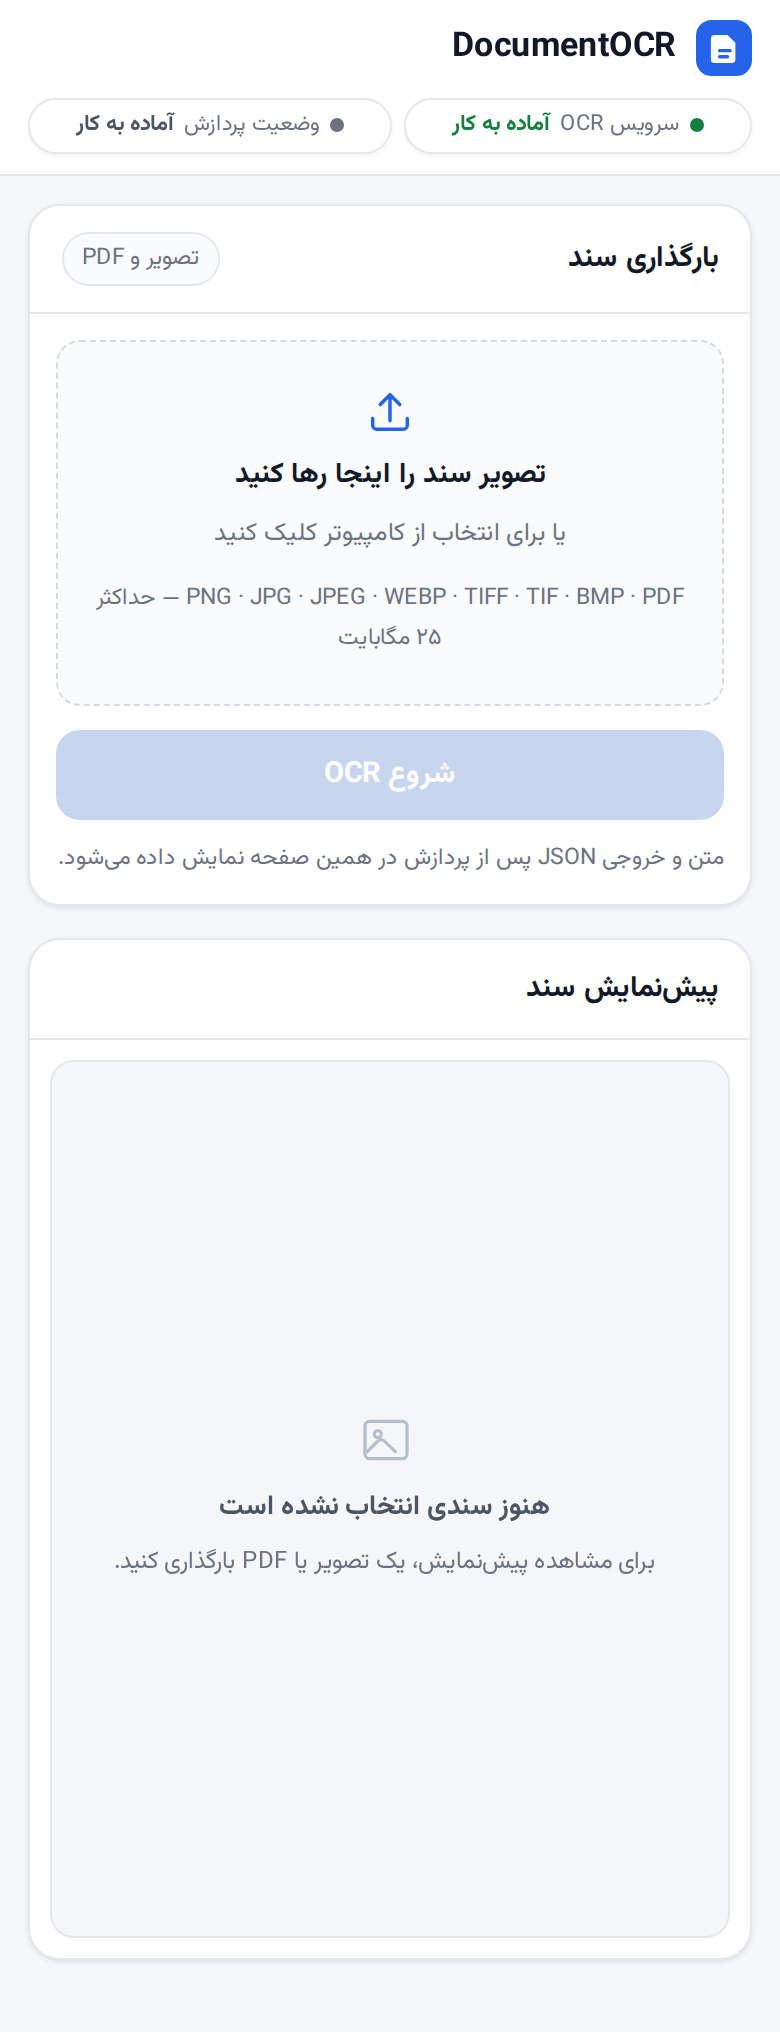 DocumentOCR
سرویس OCR آماده به کار
وضعیت پردازش آماده به کار
بارگذاری سند
تصویر و PDF
تصویر سند را اینجا رها کنید
یا برای انتخاب از کامپیوتر کلیک کنید
PNG · JPG · JPEG · WEBP · TIFF · TIF · BMP · PDF — حداکثر
۲۵ مگابایت
شروع OCR
متن و خروجی JSON پس از پردازش در همین صفحه نمایش داده می‌شود.
پیش‌نمایش سند
هنوز سندی انتخاب نشده است
برای مشاهده پیش‌نمایش، یک تصویر یا PDF بارگذاری کنید.